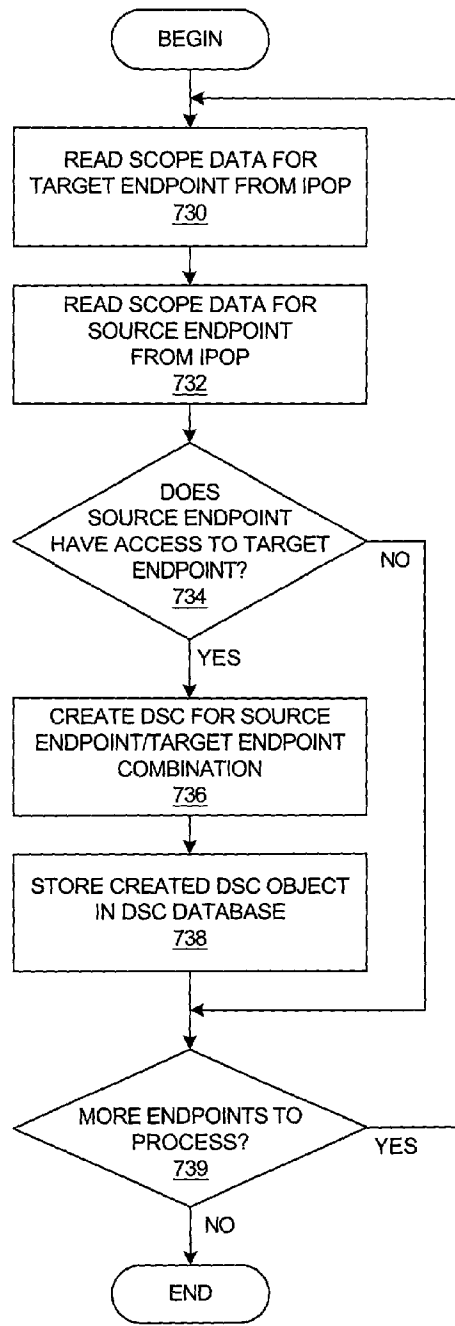 BEGIN
READ SCOPE DATA FOR
TARGET ENDPOINT FROM IPOP
730
READ SCOPE DATA FOR
SOURCE ENDPOINT
FROM IPOP
732
DOES
SOURCE ENDPOINT
HAVE ACCESS TO TARGET
ENDPOINT?
734
NO
YES
CREATE DSC FOR SOURCE
ENDPOINT/TARGET ENDPOINT
COMBINATION
736
STORE CREATED DSC OBJECT
IN DSC DATABASE
738
MORE ENDPOINTS TO
PROCESS?
739
YES
NO
END